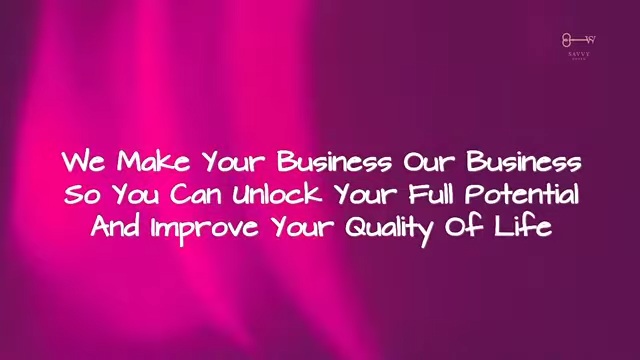 SAVVY
We Make Your Business Our Business
So You Can Unlock Your Full Potential
And Improve Your Quality Of Life